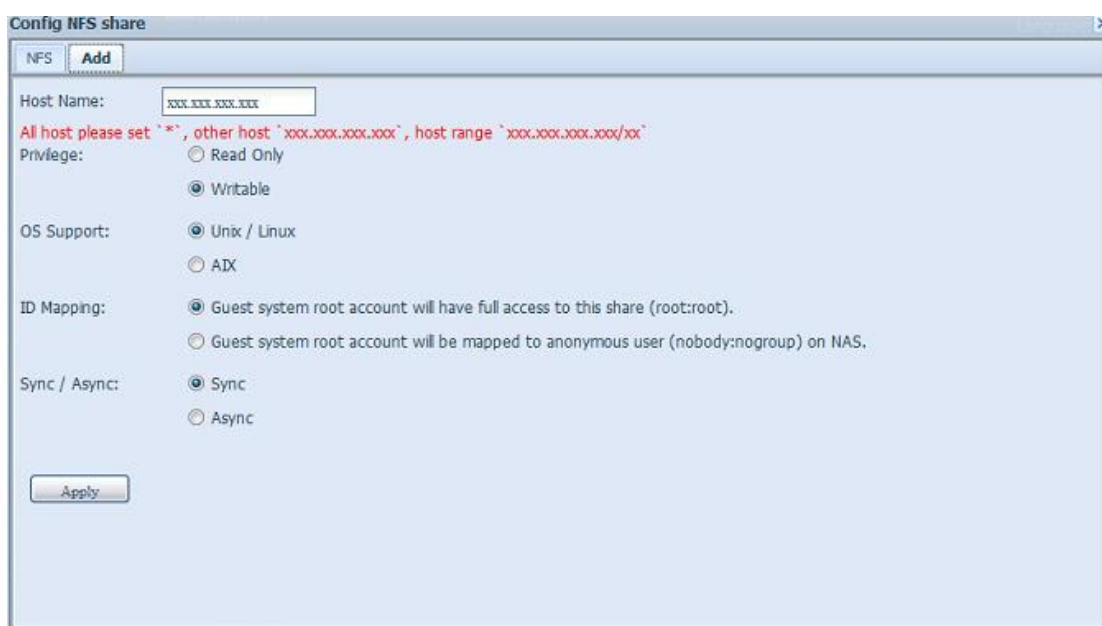 Config NFS share
NFS Add
Host Name: xxx.xxx.xxx.xxx
All host please set `*`, other host `xxx.xxx.xxx.xxx`, host range `xxx.xxx.xxx.xxx/xx`
Privilege: Read Only
Writable
OS Support: Unix / Linux
AIX
ID Mapping: Guest system root account will have full access to this share (root:root).
Guest system root account will be mapped to anonymous user (nobody:nogroup) on NAS.
Sync / Async: Sync
Async
Apply